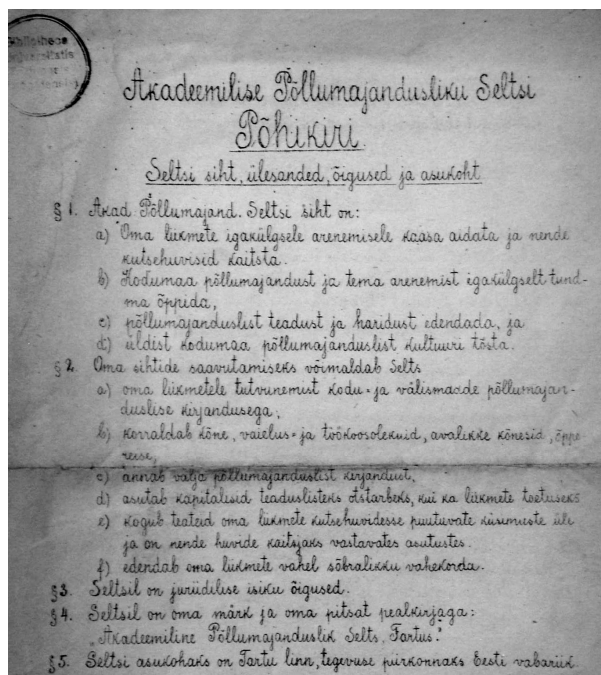 Bibliotheca
Universitatis
Akadeemilise Põllumajandusliku Seltsi
Põhikiri.
Seltsi siht, ülesanded, õigused ja asukoht
§ 1. Akad. Põllumajand. Seltsi siht on:
a) Oma liikmete igakülgsele arenemisele kaasa aidata ja nende
kutsehuvisid kaitsta.
b) Kodumaa põllumajandust ja tema arenemist igakülgselt tund-
ma õppida,
c) põllumajanduslist teadust ja haridust edendada, ja
d) üldist kodumaa põllumajanduslist kultuuri tõsta.
§ 2. Oma sihtide saavutamiseks võimaldab Selts
a) oma liikmetele tutvunemist kodu- ja välismaade põllumajan-
duslise kirjandusega,
b) korraldab kõne, vaielus- ja töökoosolekuid, avalikke kõnesid, õppe
reise,
c) annab välja põllumajanduslist kirjandust,
d) asutab kapitalisid teaduslisteks otstarbeks, kui ka liikmete toetuseks
e) kogub teateid oma liikmete kutsehuvidesse puutuvate küsimuste üle
ja on nende huvide kaitsjaks vastavates asutustes.
f) edendab oma liikmete vahel sõbralikku vahekorda.
§ 3. Seltsil on juriidilise isiku õigused.
§ 4. Seltsil on oma märk ja oma pitsat pealkirjaga:
„Akadeemiline Põllumajanduslik Selts, Tartus."
§ 5. Seltsi asukohaks on Tartu linn, tegevuse piirkonnaks Eesti vabariik.